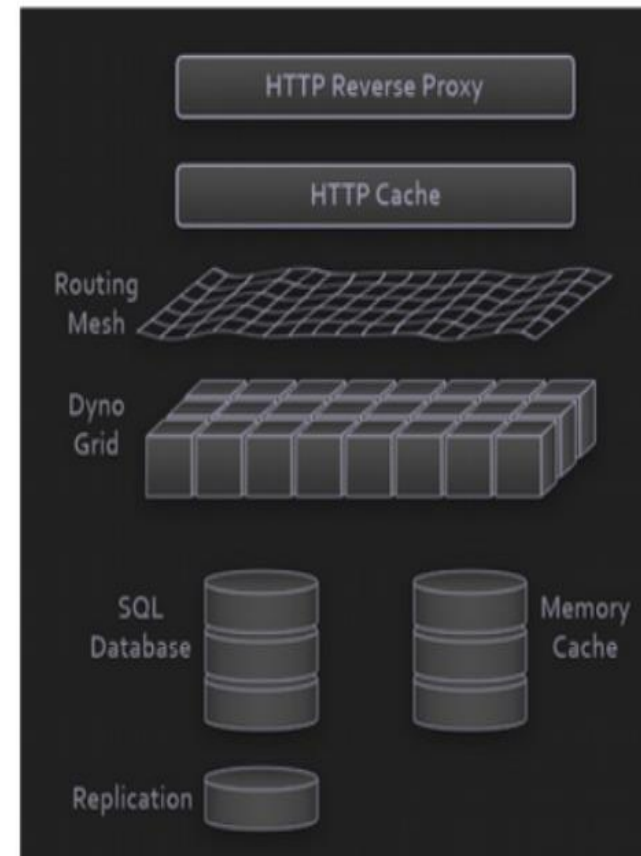 HTTP Reverse Proxy
HTTP Cache
Routing
Mesh
Dyno
Grid
SQL
Database
Memory
Cache
Replication